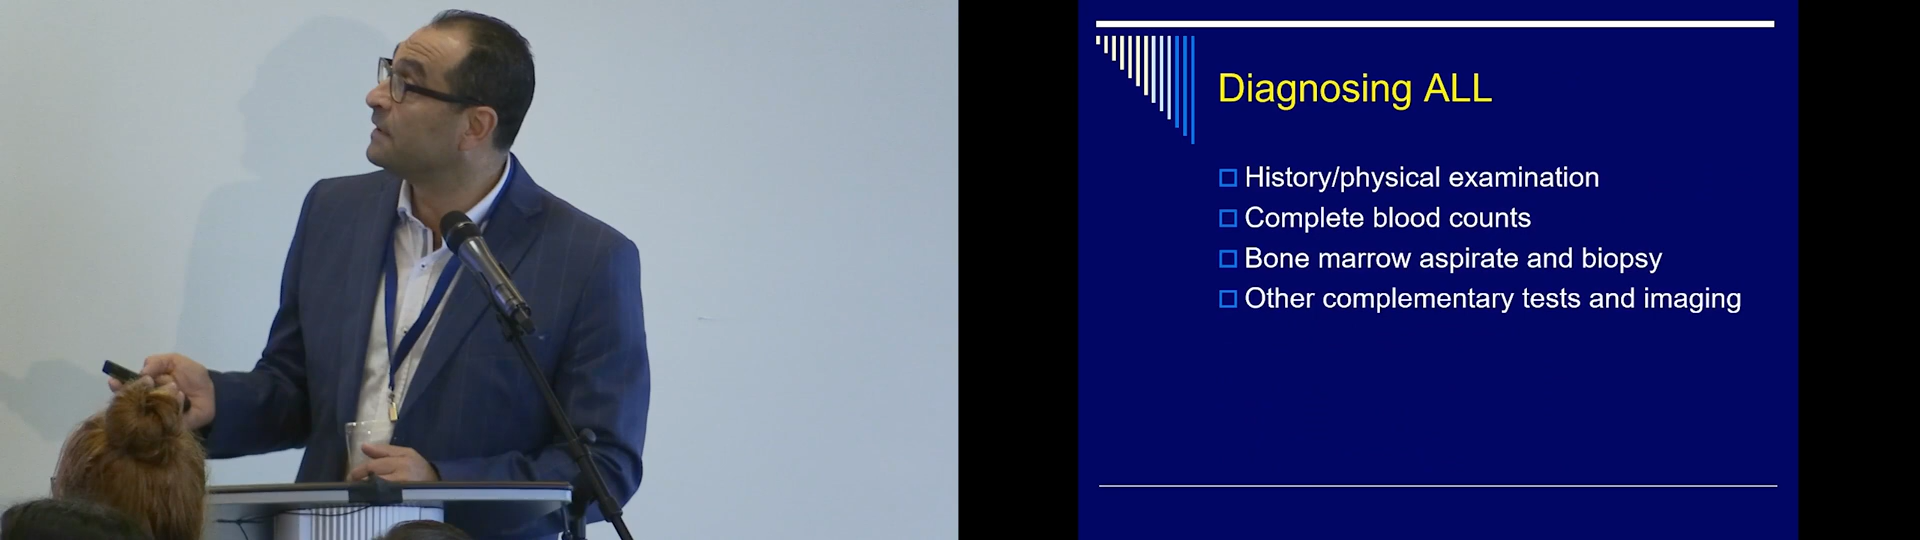 Diagnosing ALL
History/physical examination
Complete blood counts
Bone marrow aspirate and biopsy
Other complementary tests and imaging